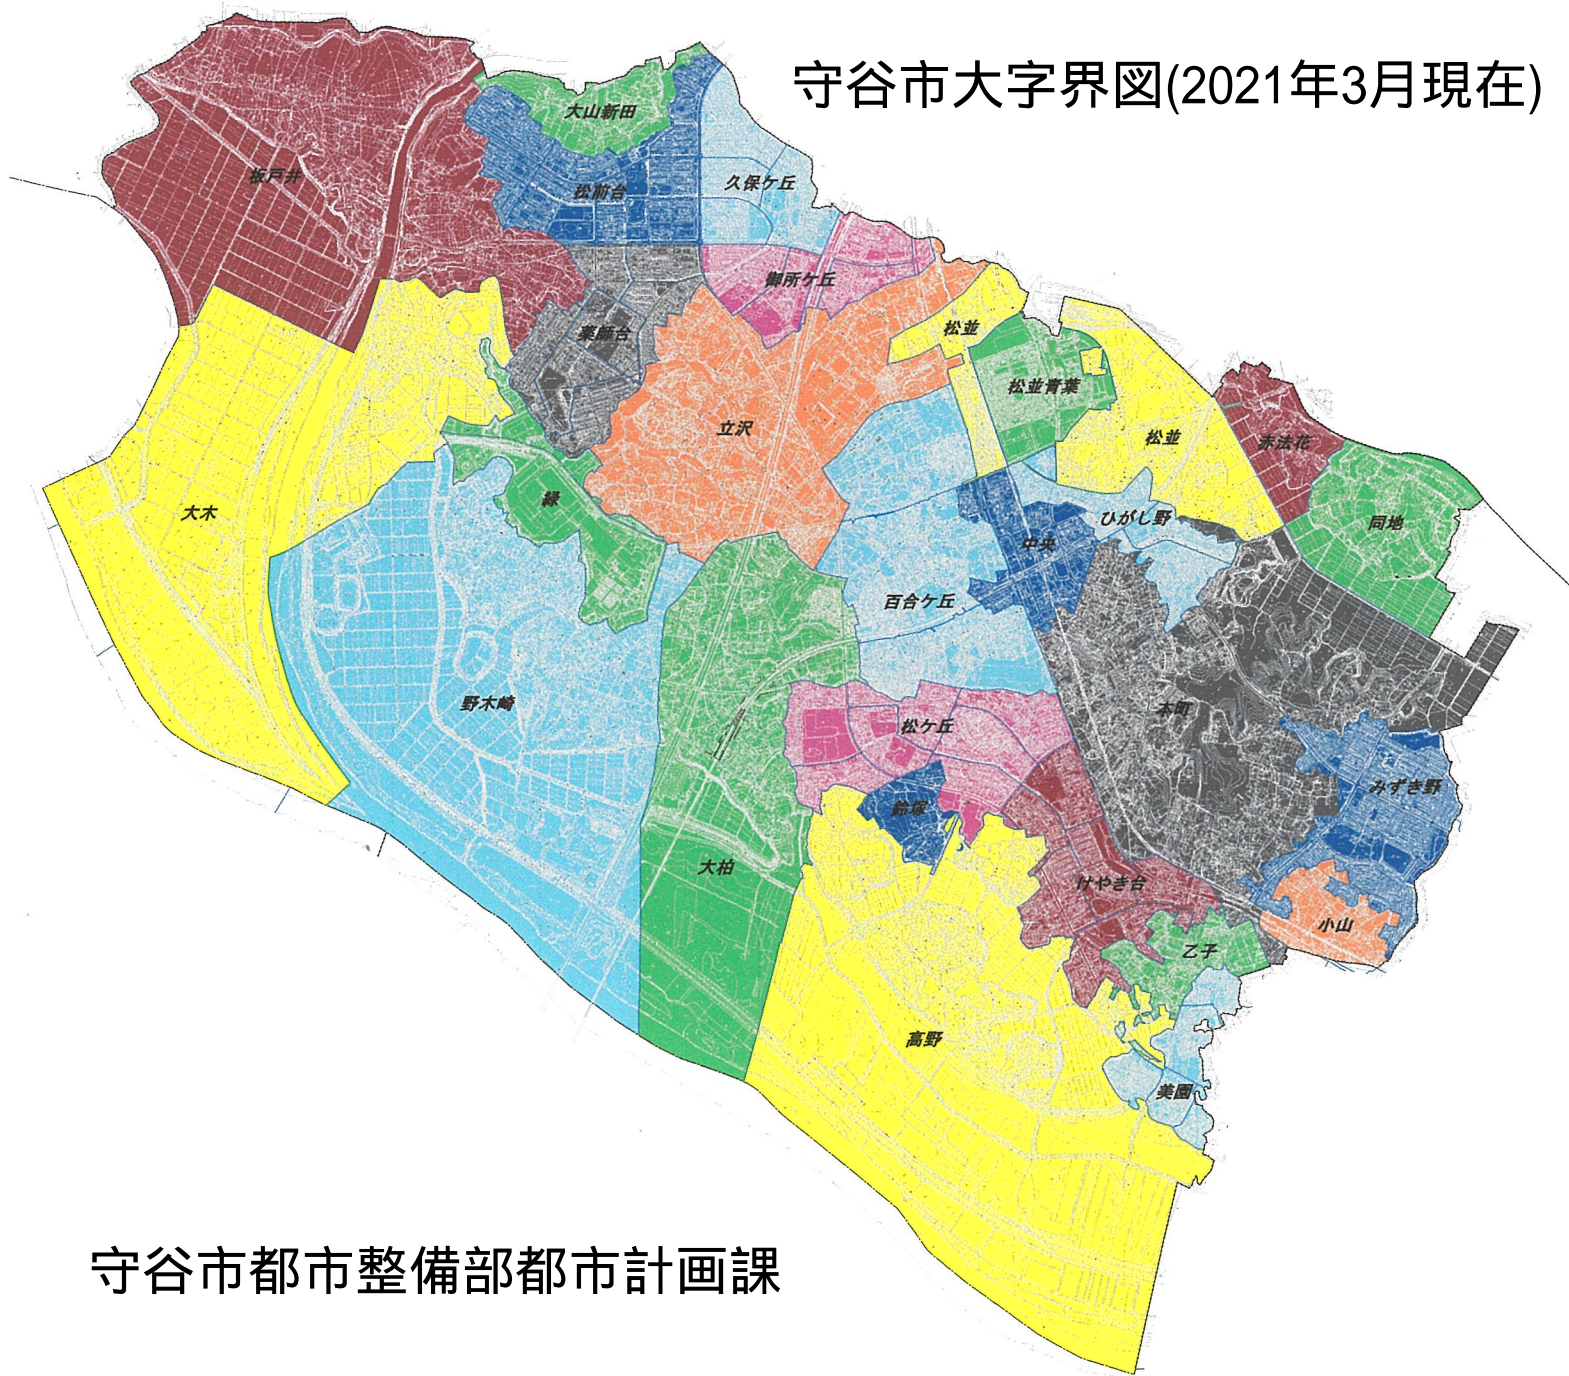 守谷市大字界図(2021年3月現在)
大山新田
板戸井
松前台
久保ケ丘
御所ケ丘
薬師台
松並
松並青葉
立沢
松並
赤法花
同地
大木
緑
ひがし野
中央
百合ケ丘
野木崎
本町
松ケ丘
みずき野
鈴塚
大柏
けやき台
小山
乙子
高野
美園
守谷市都市整備部都市計画課